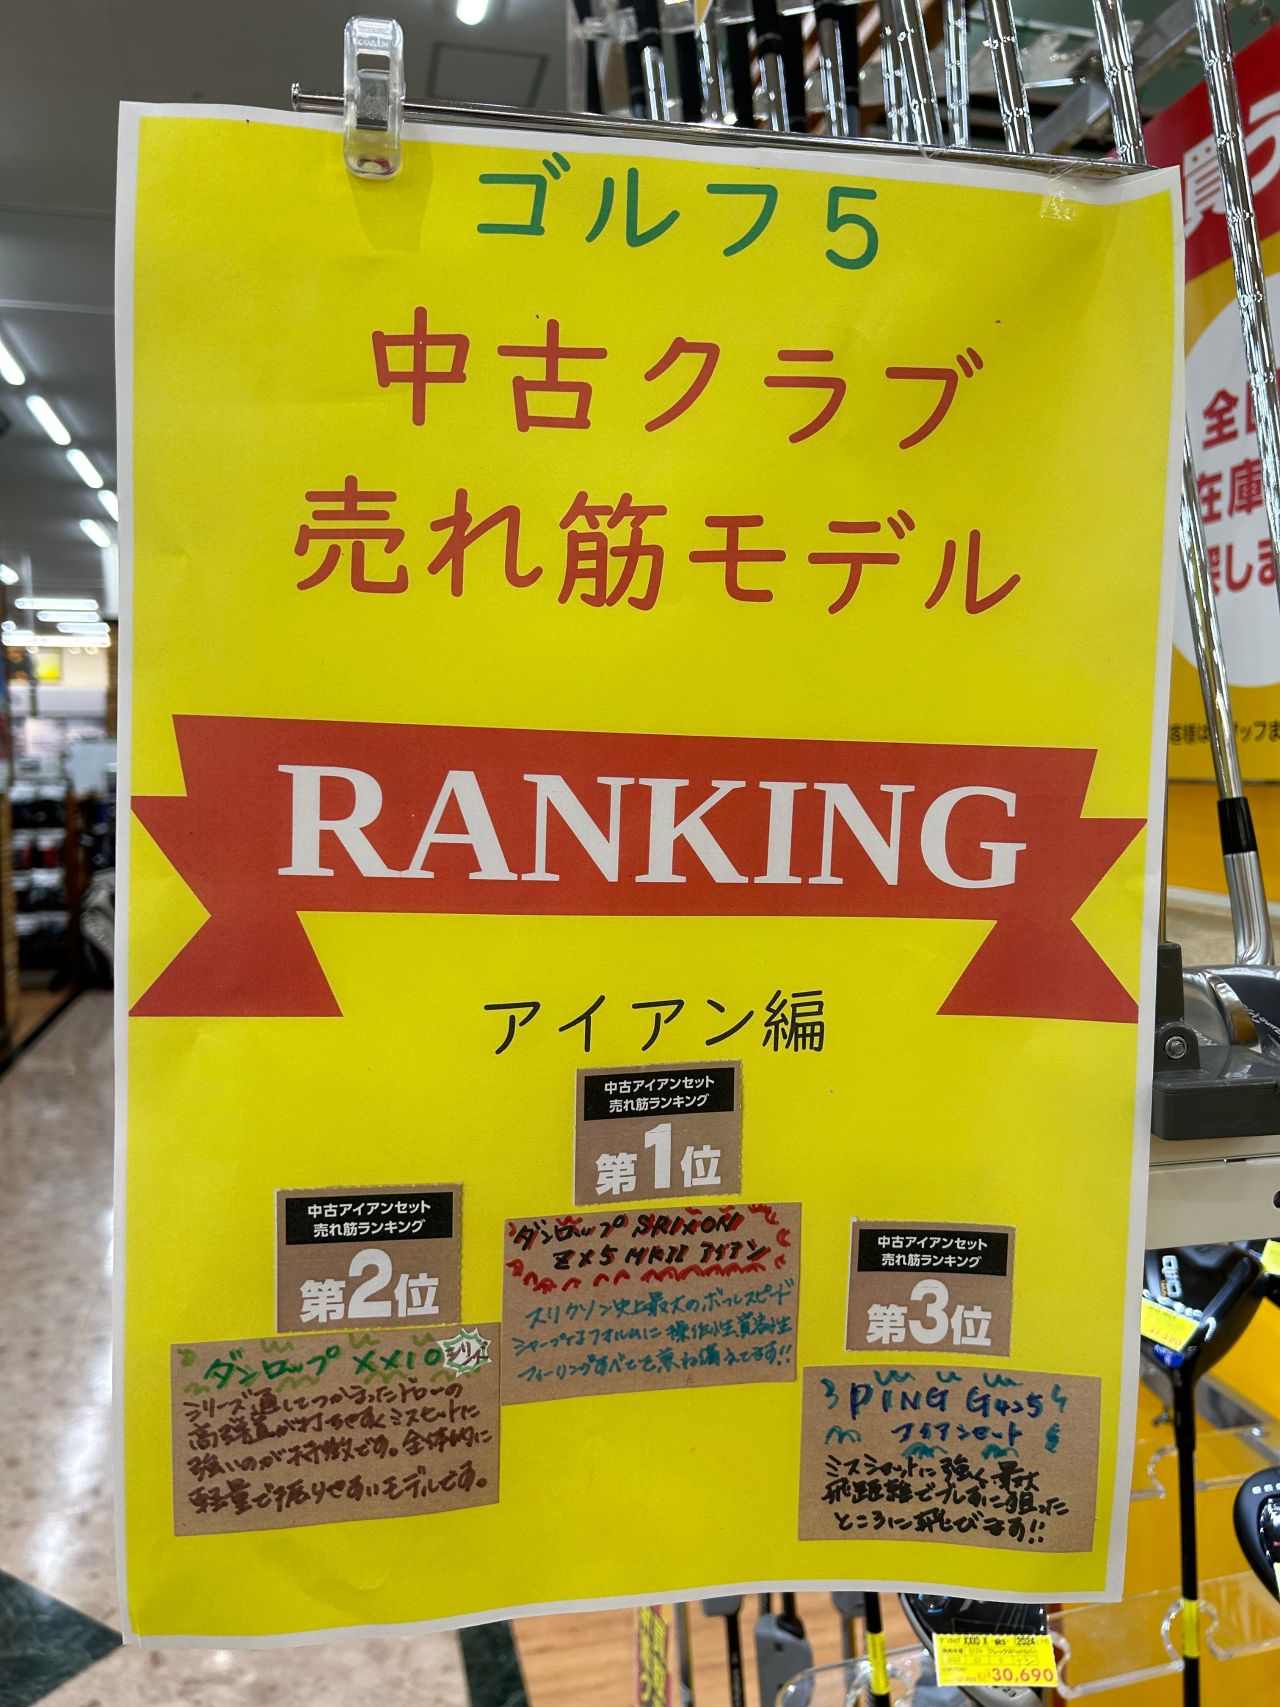 ゴルフ5
中古クラブ
売れ筋モデル
RANKING
アイアン編
中古アイアンセット
売れ筋ランキング
第1位
ダンロップ SRIXON
ZX5 MKII アイアン
スリクソン史上最大のボールスピード
シャープなフォルムに操作性寛容性
フィーリングすべてを兼ね備えてます!!
中古アイアンセット
売れ筋ランキング
第2位
ダンロップ XX10
シリーズ通してつかまったドローの
高弾道が打ちやすくミスヒットに
強いのが特徴です。全体的に
軽量で振りやすいモデルです。
中古アイアンセット
売れ筋ランキング
第3位
PING G425
アイアンセット
ミスショットに強く最大
飛距離でブレずに狙った
ところに飛びます!!
買う
在庫
30,690